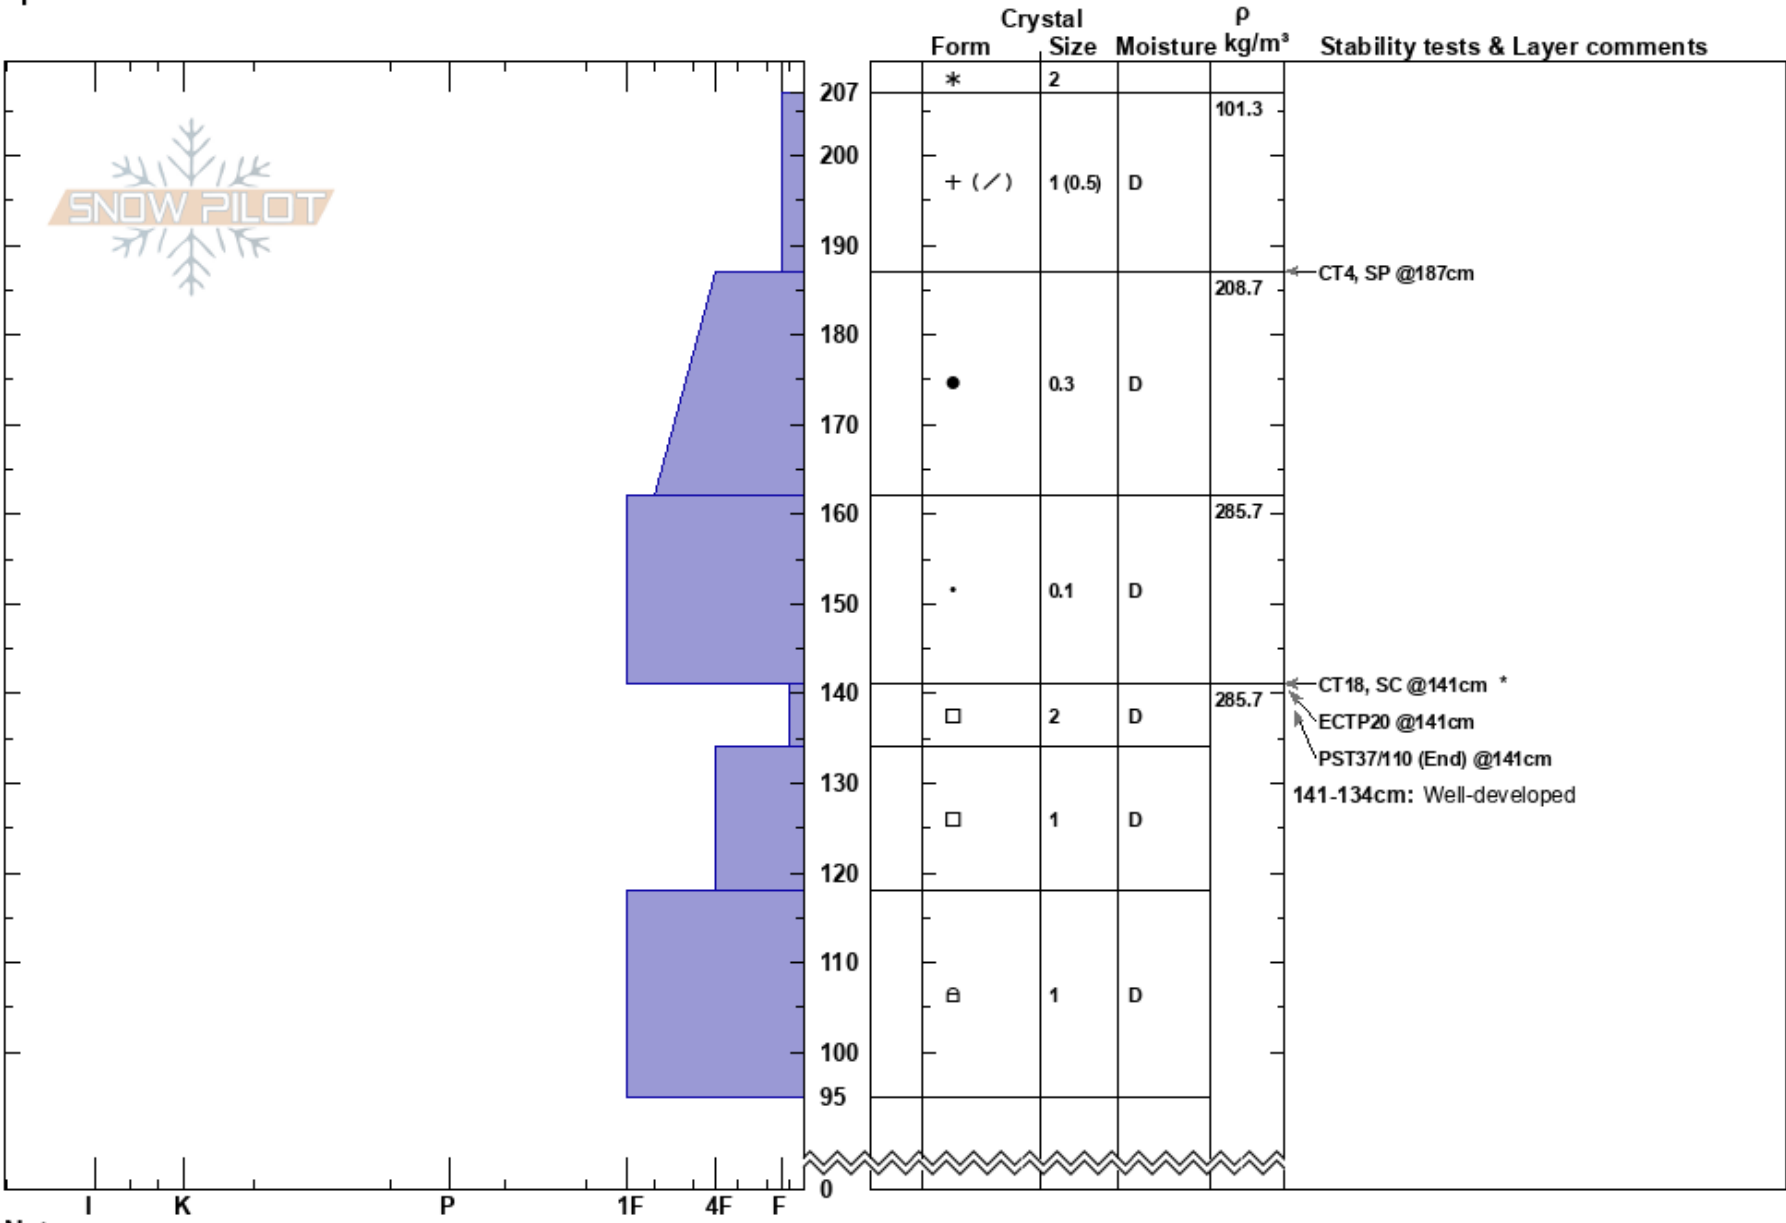 Crystal ρ
Form Size Moisture kg/m³ Stability tests & Layer comments
* 2
207
101.3
SNOW PILOT
200
+ (/) 1 (0.5) D
190
CT4, SP @187cm
208.7
180
● 0.3 D
170
160
285.7
150
• 0.1 D
140
CT18, SC @141cm *
285.7
□ 2 D
ECTP20 @141cm
PST37/110 (End) @141cm
141-134cm: Well-developed
130
□ 1 D
120
110
1 D
100
95
0
I K P 1F 4F F